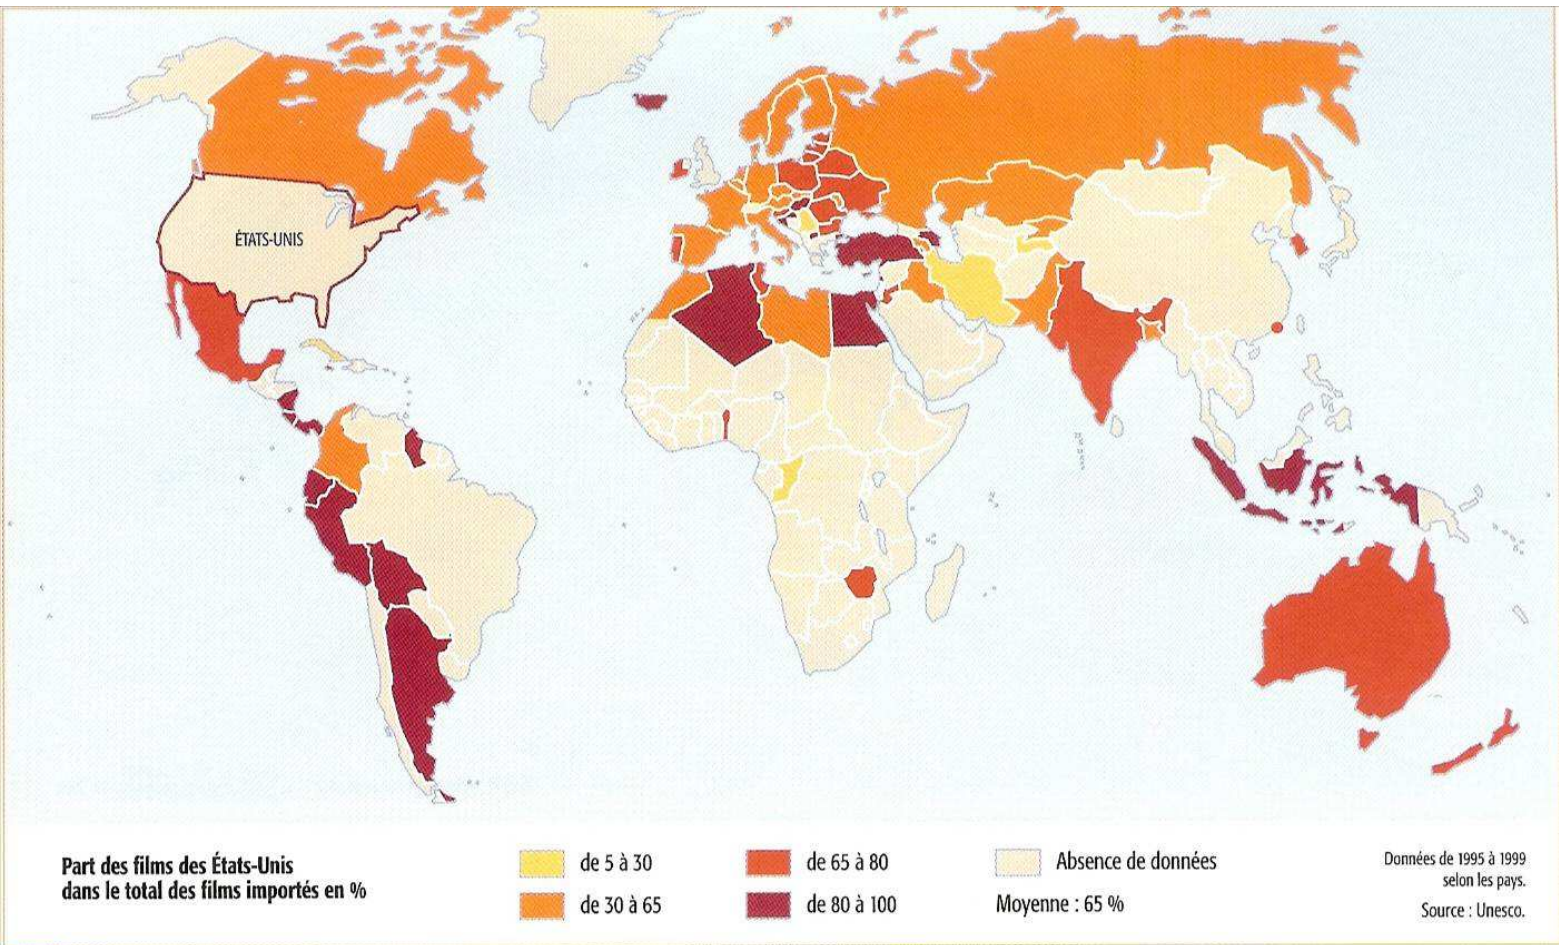 ÉTATS-UNIS
Part des films des États-Unis
dans le total des films importés en %
de 5 à 30
de 30 à 65
de 65 à 80
de 80 à 100
Absence de données
Moyenne : 65 %
Données de 1995 à 1999
selon les pays.
Source : Unesco.